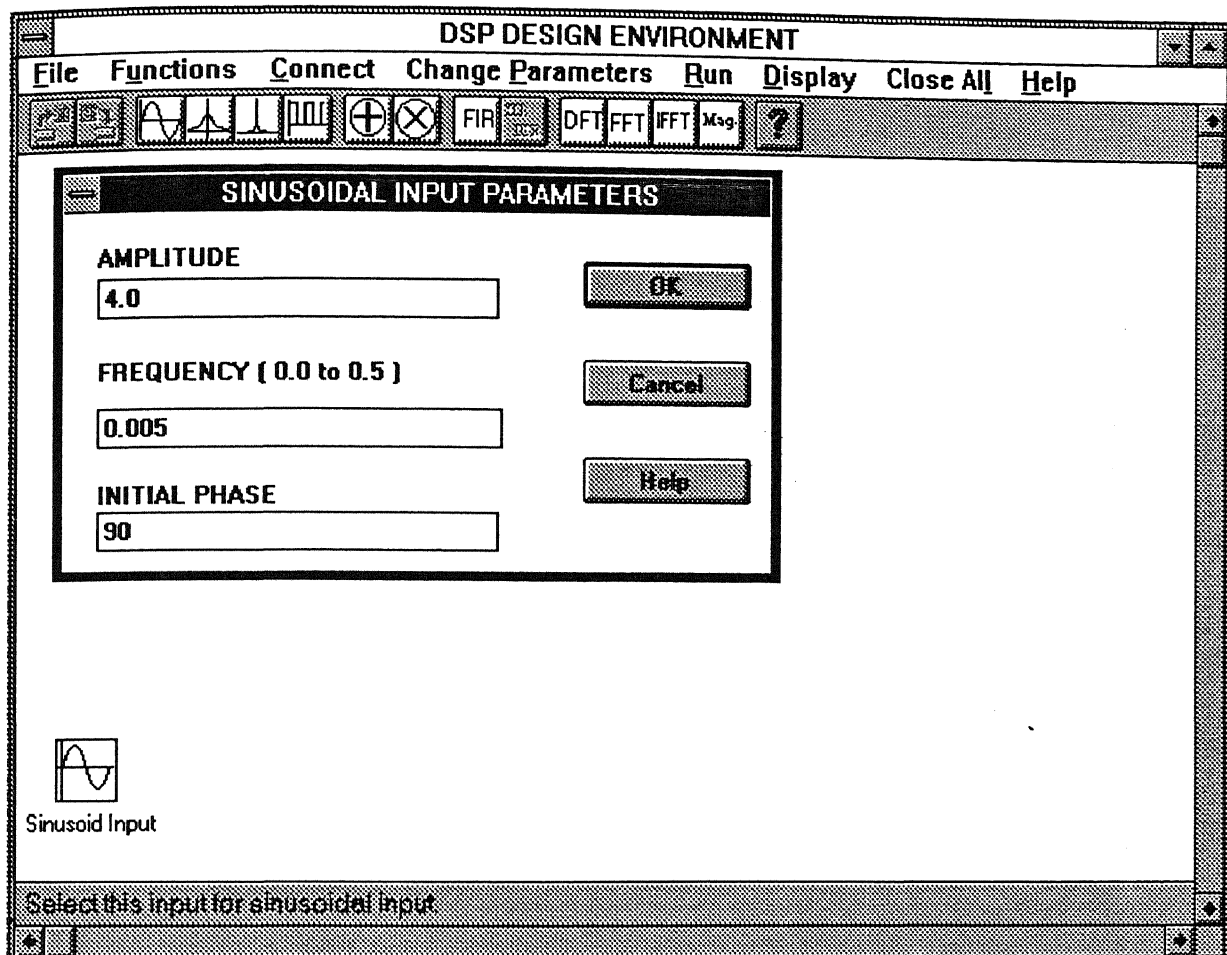 DSP DESIGN ENVIRONMENT
File Functions Connect Change Parameters Run Display Close All Help
FIR DFT FFT IFFT Mag. ?
SINUSOIDAL INPUT PARAMETERS
AMPLITUDE
4.0
OK
FREQUENCY ( 0.0 to 0.5 )
Cancel
0.005
INITIAL PHASE
Help
90
Sinusoid Input
Select this input for sinusoidal input.